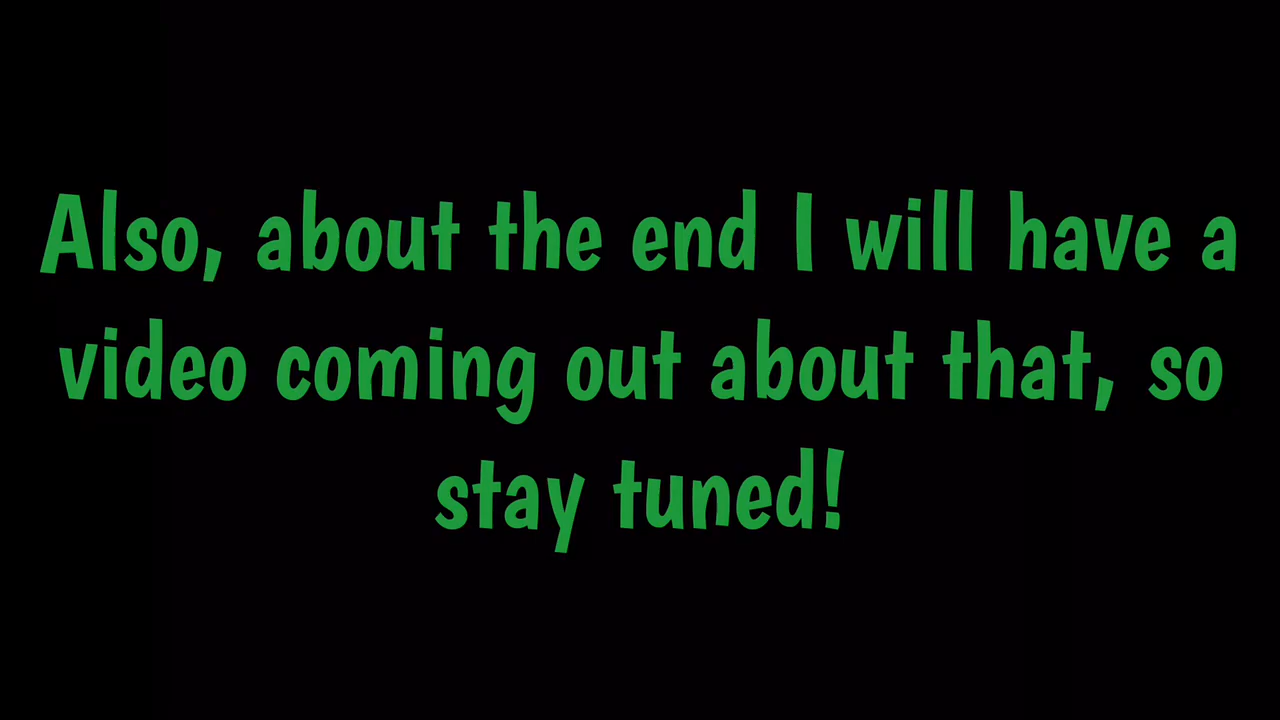 Also, about the end I will have a
video coming out about that, so
stay tuned!